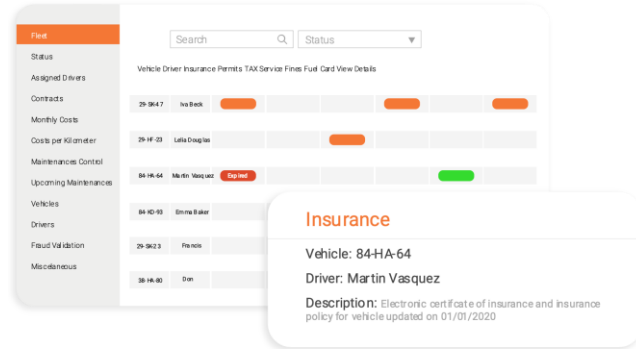 Fleet
Status
Assigned Drivers
Contracts
Monthly Costs
Costs per Kilometer
Maintenances Control
Upcoming Maintenances
Vehicles
Drivers
Fraud Validation
Miscelaneous
Search
Status
Vehicle Driver Insurance Permits TAX Service Fines Fuel Card View Details
29-SK-47 Iva Beck
29-HF-23 Leila Douglas
84-HA-64 Martin Vasquez Expired
84-KD-93 Emma Baker
29-SK-23 Francis
38-HA-80 Don
Insurance
Vehicle: 84-HA-64
Driver: Martin Vasquez
Description: Electronic certifcate of insurance and insurance
policy for vehicle updated on 01/01/2020